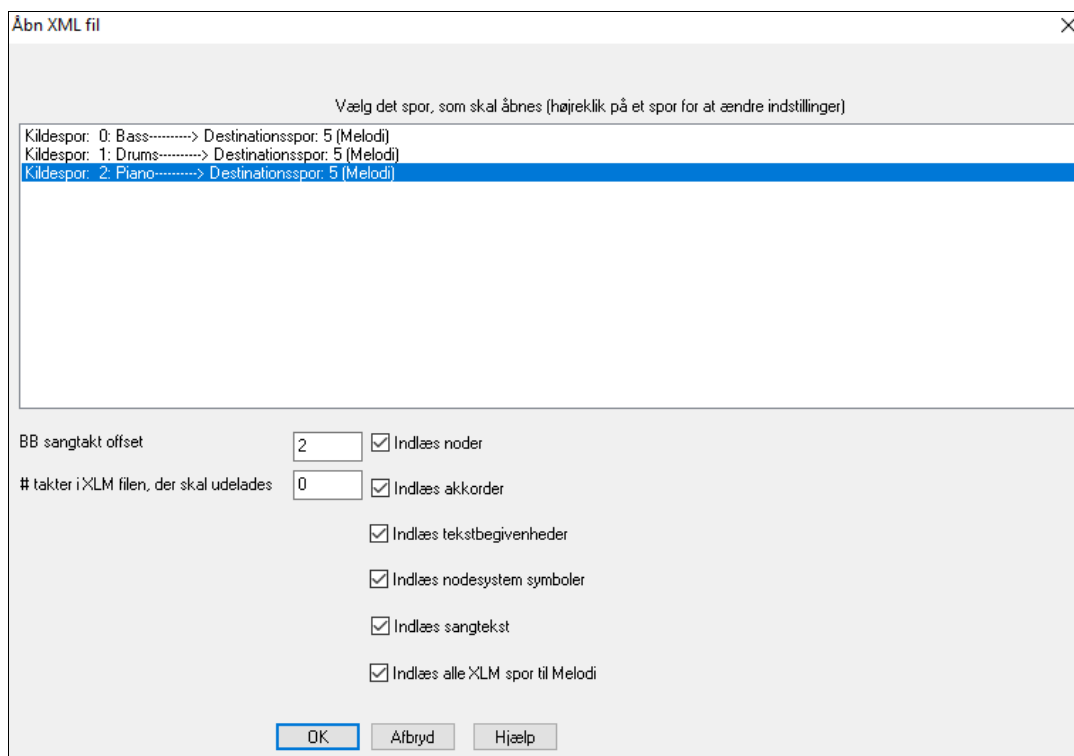 Åbn XML fil
Vælg det spor, som skal åbnes (højreklik på et spor for at ændre indstillinger)
Kildespor: 0: Bass----------> Destinationsspor: 5 (Melodi)
Kildespor: 1: Drums----------> Destinationsspor: 5 (Melodi)
Kildespor: 2: Piano----------> Destinationsspor: 5 (Melodi)
BB sangtakt offset 2 Indlæs noder
# takter i XLM filen, der skal udelades 0 Indlæs akkorder
Indlæs tekstbegivenheder
Indlæs nodesystem symboler
Indlæs sangtekst
Indlæs alle XLM spor til Melodi
OK Afbryd Hjælp